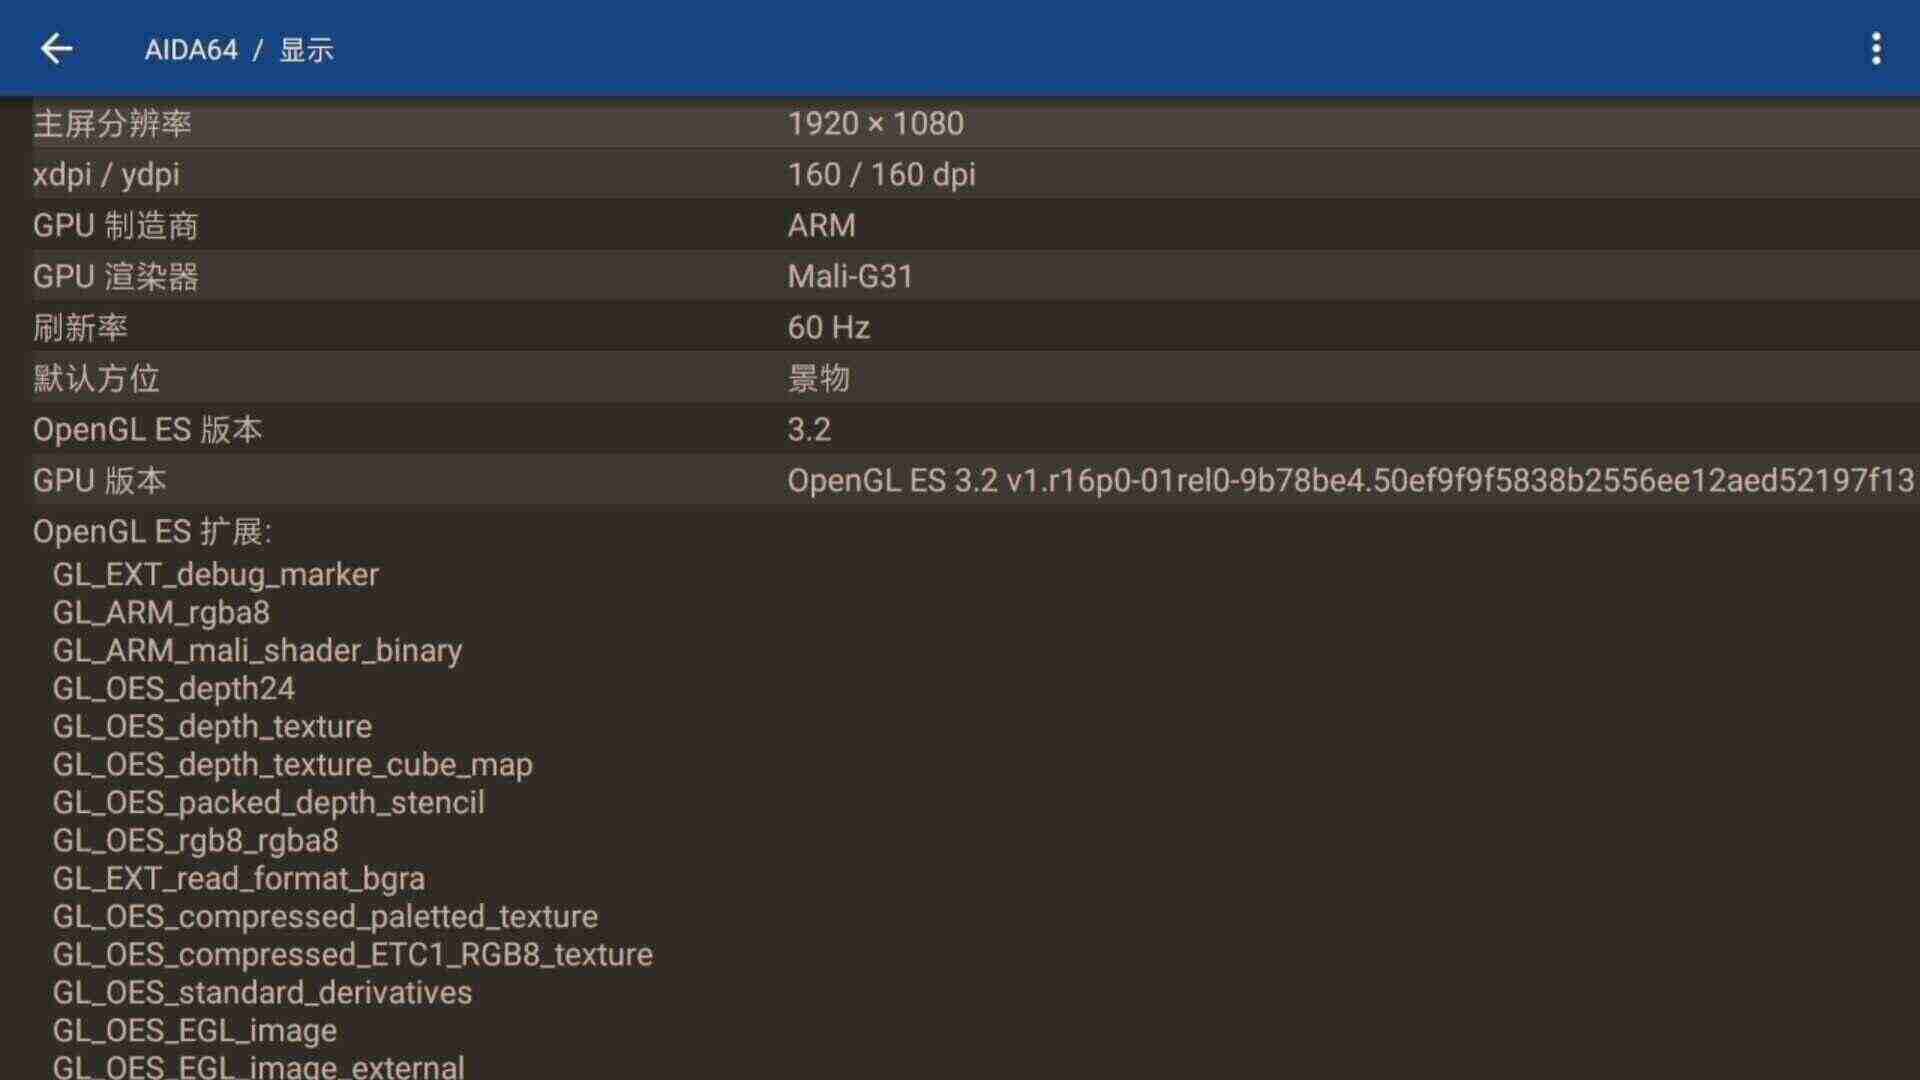 AIDA64 / 显示
主屏分辨率 1920 × 1080
xdpi / ydpi 160 / 160 dpi
GPU 制造商 ARM
GPU 渲染器 Mali-G31
刷新率 60 Hz
默认方位 景物
OpenGL ES 版本 3.2
GPU 版本 OpenGL ES 3.2 v1.r16p0-01rel0-9b78be4.50ef9f9f5838b2556ee12aed52197f13
OpenGL ES 扩展:
GL_EXT_debug_marker
GL_ARM_rgba8
GL_ARM_mali_shader_binary
GL_OES_depth24
GL_OES_depth_texture
GL_OES_depth_texture_cube_map
GL_OES_packed_depth_stencil
GL_OES_rgb8_rgba8
GL_EXT_read_format_bgra
GL_OES_compressed_paletted_texture
GL_OES_compressed_ETC1_RGB8_texture
GL_OES_standard_derivatives
GL_OES_EGL_image
GL_OES_EGL_image_external